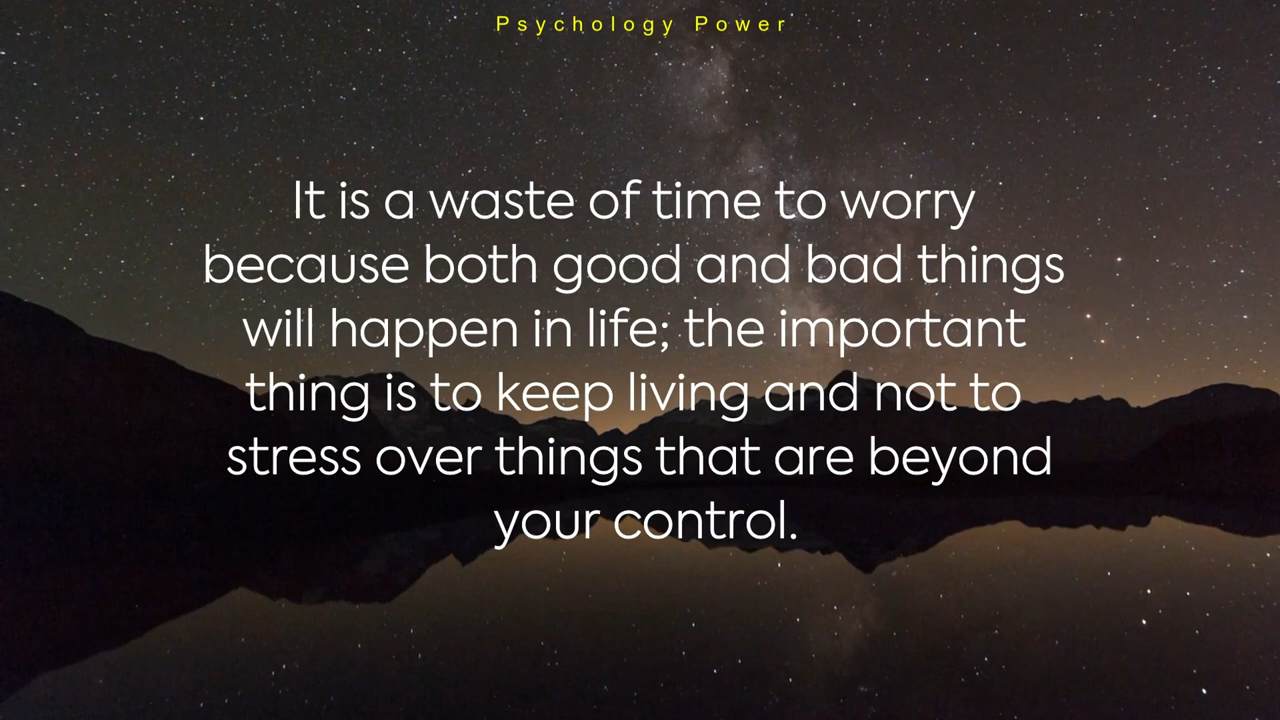 Psychology Power
It is a waste of time to worry
because both good and bad things
will happen in life; the important
thing is to keep living and not to
stress over things that are beyond
your control.